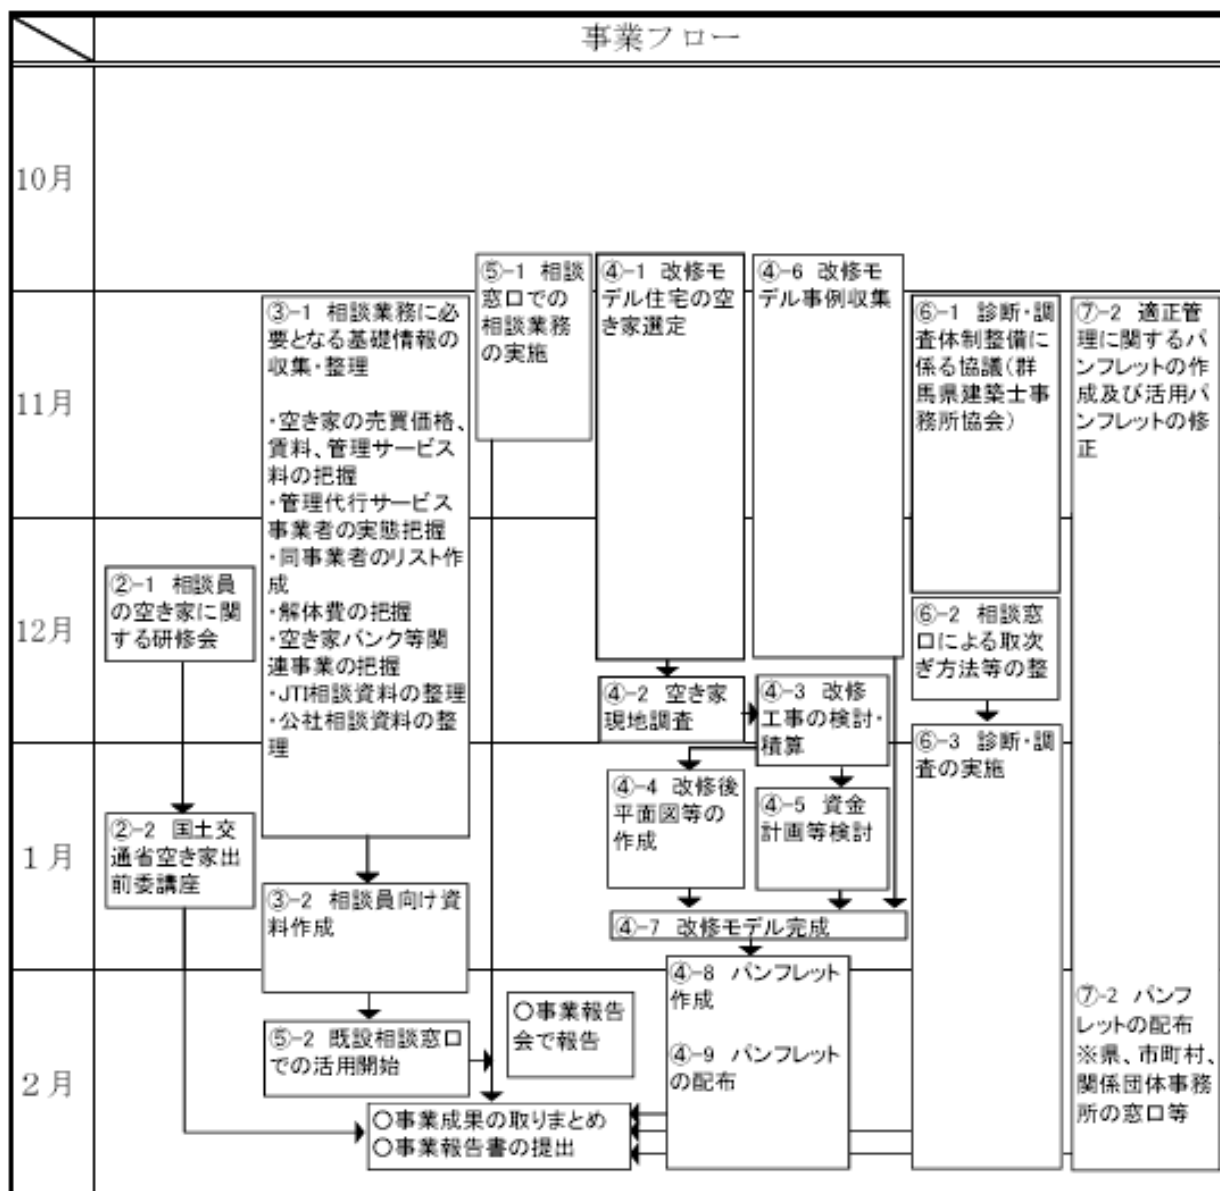 事業フロー
10月
11月
12月
1月
2月
②-1 相談員
の空き家に関
する研修会
②-2 国土交
通省空き家出
前委講座
③-1 相談業務に必
要となる基礎情報の
収集・整理
・空き家の売買価格、
賃料、管理サービス
料の把握
・管理代行サービス
事業者の実態把握
・同事業者のリスト作
成
・解体費の把握
・空き家バンク等関
連事業の把握
・JTI相談資料の整理
・公社相談資料の整
理
③-2 相談員向け資
料作成
⑤-2 既設相談窓口
での活用開始
⑤-1 相談
窓口での
相談業務
の実施
○事業報告
会で報告
○事業成果の取りまとめ
○事業報告書の提出
④-1 改修モ
デル住宅の空
き家選定
④-2 空き家
現地調査
④-6 改修モ
デル事例収集
④-3 改修
工事の検討・
積算
④-4 改修後
平面図等の
作成
④-5 資金
計画等検討
④-7 改修モデル完成
④-8 パンフレット
作成
④-9 パンフレット
の配布
⑥-1 診断・調
査体制整備に
係る協議(群
馬県建築士事
務所協会)
⑥-2 相談窓
口による取次
ぎ方法等の整
⑥-3 診断・調
査の実施
⑦-2 適正管
理に関するパ
ンフレットの作
成及び活用パ
ンフレットの修
正
⑦-2 パンフ
レットの配布
※県、市町村、
関係団体事務
所の窓口等